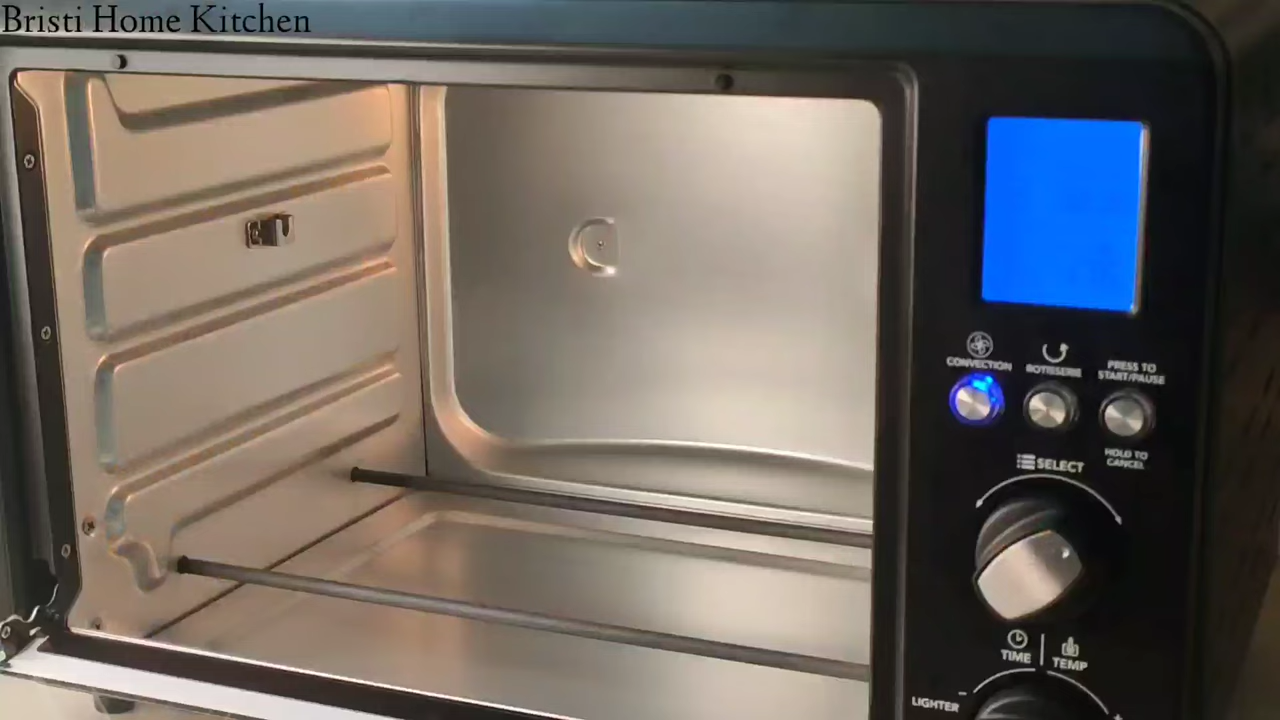 Bristi Home Kitchen
CONVECTION
ROTISSERIE
PRESS TO
START/PAUSE
HOLD TO
CANCEL
SELECT
TIME | TEMP
LIGHTER - +